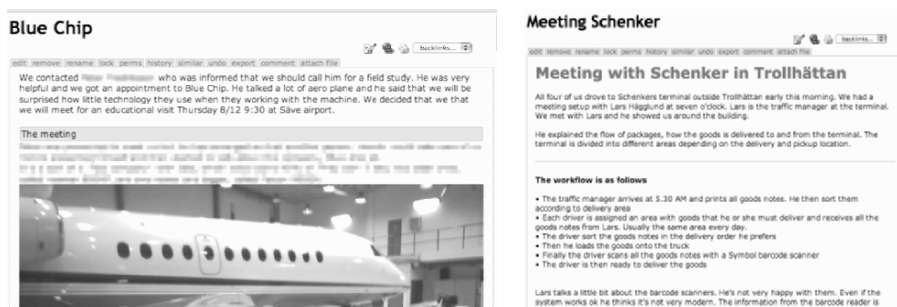 Blue Chip
backlinks...
edit remove rename lock perms history similar undo export comment attach file
We contacted who was informed that we should call him for a field study. He was very
helpful and we got an appointment to Blue Chip. He talked a lot of aero plane and he said that we will be
surprised how little technology they use when they working with the machine. We decided that we that
we will meet for an educational visit Thursday 8/12 9:30 at Säve airport.
The meeting
Meeting Schenker
backlinks...
edit remove rename lock perms history similar undo export comment attach file
Meeting with Schenker in Trollhättan
All four of us drove to Schenkers terminal outside Trollhättan early this morning. We had a
meeting setup with Lars Hägglund at seven o'clock. Lars is the traffic manager at the terminal.
We met with Lars and he showed us around the building.
He explained the flow of packages, how the goods is delivered to and from the terminal. The
terminal is divided into different areas depending on the delivery and pickup location.
The workflow is as follows
• The traffic manager arrives at 5.30 AM and prints all goods notes. He then sort them
according to delivery area
• Each driver is assigned an area with goods that he or she must deliver and receives all the
goods notes from Lars. Usually the same area every day.
• The driver sort the goods notes in the delivery order he prefers
• Then he loads the goods onto the truck
• Finally the driver scans all the goods notes with a Symbol barcode scanner
• The driver is then ready to deliver the goods
Lars talks a little bit about the barcode scanners. He's not very happy with them. Even if the
system works ok he thinks it's not very modern. The information from the barcode reader is